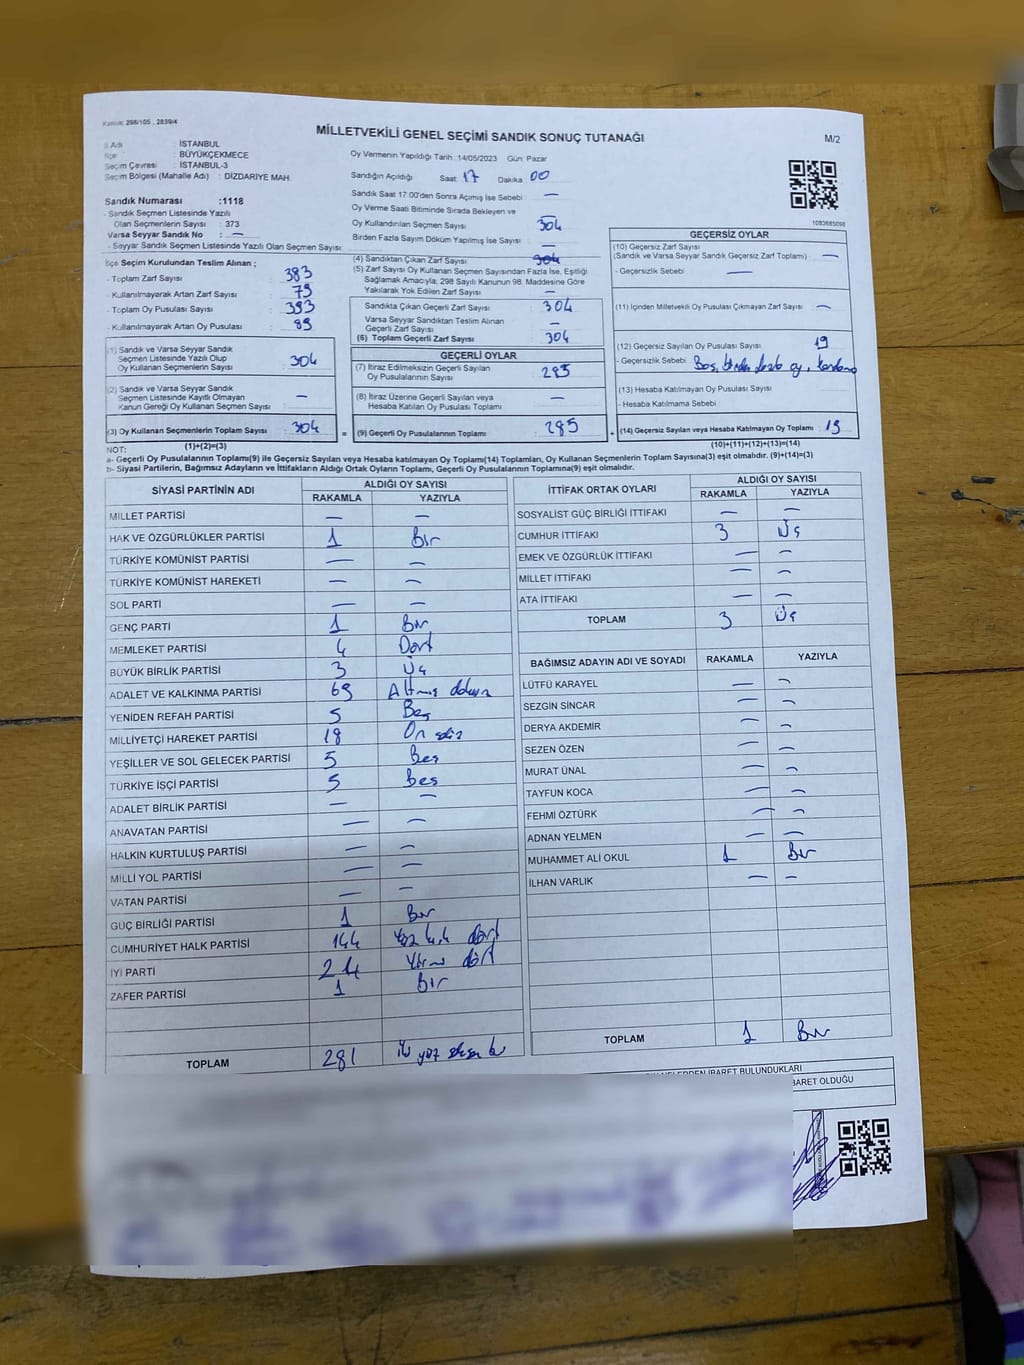 Kanun: 298/105 , 2839/4
MİLLETVEKİLİ GENEL SEÇİMİ SANDIK SONUÇ TUTANAĞI
M/2
İl Adı : İSTANBUL
İlçe : BÜYÜKÇEKMECE
Seçim Çevresi : İSTANBUL-3
Seçim Bölgesi (Mahalle Adı) : DİZDARİYE MAH.
Sandık Numarası :1118
- Sandık Seçmen Listesinde Yazılı
Olan Seçmenlerin Sayısı : 373
Varsa Seyyar Sandık No : —
- Seyyar Sandık Seçmen Listesinde Yazılı Olan Seçmen Sayısı:
Oy Vermenin Yapıldığı Tarih :14/05/2023 Gün Pazar
Sandığın Açıldığı Saat 17 Dakika 00
Sandık Saat 17:00'den Sonra Açılmış İse Sebebi : —
Oy Verme Saati Bitiminde Sırada Bekleyen ve
Oy Kullandırılan Seçmen Sayısı : 304
Birden Fazla Sayım Döküm Yapılmış İse Sayısı : —
1083685098
İlçe Seçim Kurulundan Teslim Alınan ;
- Toplam Zarf Sayısı : 383
- Kullanılmayarak Artan Zarf Sayısı : 79
- Toplam Oy Pusulası Sayısı : 393
- Kullanılmayarak Artan Oy Pusulası : 89
(1) Sandık ve Varsa Seyyar Sandık
Seçmen Listesinde Yazılı Olup
Oy Kullanan Seçmenlerin Sayısı : 304
(2) Sandık ve Varsa Seyyar Sandık
Seçmen Listesinde Kayıtlı Olmayan
Kanun Gereği Oy Kullanan Seçmen Sayısı : —
(3) Oy Kullanan Seçmenlerin Toplam Sayısı : 304
(1)+(2)=(3)
(4) Sandıktan Çıkan Zarf Sayısı : 304
(5) Zarf Sayısı Oy Kullanan Seçmen Sayısından Fazla İse, Eşitliği
Sağlamak Amacıyla; 298 Sayılı Kanunun 98. Maddesine Göre
Yakılarak Yok Edilen Zarf Sayısı : —
Sandıkta Çıkan Geçerli Zarf Sayısı : 304
Varsa Seyyar Sandıktan Teslim Alınan
Geçerli Zarf Sayısı : —
(6) Toplam Geçerli Zarf Sayısı : 304
GEÇERLİ OYLAR
(7) İtiraz Edilmeksizin Geçerli Sayılan
Oy Pusulalarının Sayısı : 285
(8) İtiraz Üzerine Geçerli Sayılan veya
Hesaba Katılan Oy Pusulası Toplamı : —
= (9) Geçerli Oy Pusulalarının Toplamı : 285
GEÇERSİZ OYLAR
(10) Geçersiz Zarf Sayısı
(Sandık ve Varsa Seyyar Sandık Geçersiz Zarf Toplamı) : —
- Geçersizlik Sebebi : —
(11) İçinden Milletvekili Oy Pusulası Çıkmayan Zarf Sayısı : —
(12) Geçersiz Sayılan Oy Pusulası Sayısı : 19
- Geçersizlik Sebebi : Boş, birden fazla oy,
(13) Hesaba Katılmayan Oy Pusulası Sayısı :
- Hesaba Katılmama Sebebi :
+ (14) Geçersiz Sayılan veya Hesaba Katılmayan Oy Toplamı : 19
(10)+(11)+(12)+(13)=(14)
NOT:
a- Geçerli Oy Pusulalarının Toplamı(9) ile Geçersiz Sayılan veya Hesaba katılmayan Oy Toplam(14) Toplamları, Oy Kullanan Seçmenlerin Toplam Sayısına(3) eşit olmalıdır. (9)+(14)=(3)
b- Siyasi Partilerin, Bağımsız Adayların ve İttifakların Aldığı Ortak Oyların Toplamı, Geçerli Oy Pusulalarının Toplamına(9) eşit olmalıdır.
SİYASİ PARTİNİN ADI ALDIĞI OY SAYISI
RAKAMLA YAZIYLA
MİLLET PARTİSİ — —
HAK VE ÖZGÜRLÜKLER PARTİSİ 1 Bir
TÜRKİYE KOMÜNİST PARTİSİ — —
TÜRKİYE KOMÜNİST HAREKETİ — —
SOL PARTİ — —
GENÇ PARTİ 1 Bir
MEMLEKET PARTİSİ 4 Dört
BÜYÜK BİRLİK PARTİSİ 3 Üç
ADALET VE KALKINMA PARTİSİ 69 Altmış dokuz
YENİDEN REFAH PARTİSİ 5 Beş
MİLLİYETÇİ HAREKET PARTİSİ 18 On sekiz
YEŞİLLER VE SOL GELECEK PARTİSİ 5 Beş
TÜRKİYE İŞÇİ PARTİSİ 5 Beş
ADALET BİRLİK PARTİSİ — —
ANAVATAN PARTİSİ — —
HALKIN KURTULUŞ PARTİSİ — —
MİLLİ YOL PARTİSİ — —
VATAN PARTİSİ — —
GÜÇ BİRLİĞİ PARTİSİ 1 Bir
CUMHURİYET HALK PARTİSİ 144 Yüz kırk dört
İYİ PARTİ 24 Yirmi dört
ZAFER PARTİSİ 1 Bir
TOPLAM 281 iki yüz seksen bir
İTTİFAK ORTAK OYLARI ALDIĞI OY SAYISI
RAKAMLA YAZIYLA
SOSYALİST GÜÇ BİRLİĞİ İTTİFAKI — —
CUMHUR İTTİFAKI 3 Üç
EMEK VE ÖZGÜRLÜK İTTİFAKI — —
MİLLET İTTİFAKI — —
ATA İTTİFAKI — —
TOPLAM 3 Üç
BAĞIMSIZ ADAYIN ADI VE SOYADI RAKAMLA YAZIYLA
LÜTFÜ KARAYEL — —
SEZGİN SİNCAR — —
DERYA AKDEMİR — —
SEZEN ÖZEN — —
MURAT ÜNAL — —
TAYFUN KOCA — —
FEHMİ ÖZTÜRK — —
ADNAN YELMEN — —
MUHAMMET ALİ OKUL 1 Bir
İLHAN VARLIK — —
TOPLAM 1 Bir
İBARET BULUNDUKLARI
BARET OLDUĞU